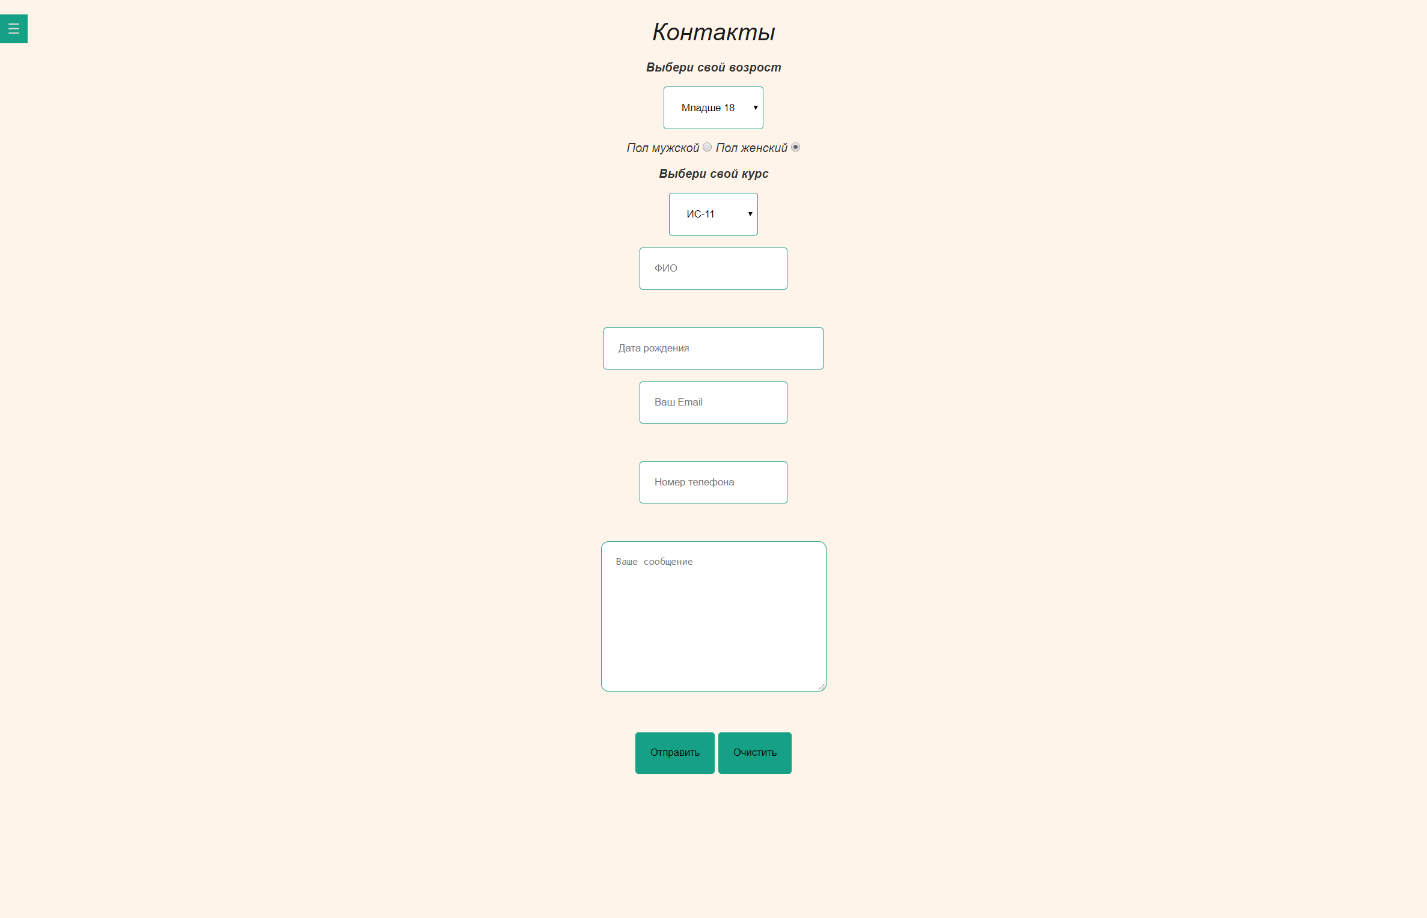 Контакты
Выбери свой возрост
Младше 18
Пол мужской Пол женский
Выбери свой курс
ИС-11
ФИО
Дата рождения
Ваш Email
Номер телефона
Ваше сообщение
Отправить Очистить